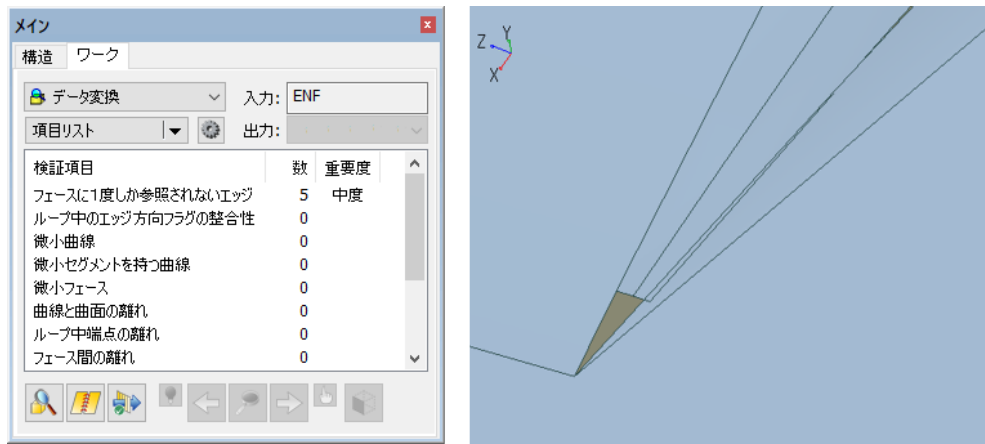 メイン
構造 ワーク
データ変換 入力: ENF
項目リスト 出力:
検証項目 数 重要度
フェースに1度しか参照されないエッジ 5 中度
ループ中のエッジ方向フラグの整合性 0
微小曲線 0
微小セグメントを持つ曲線 0
微小フェース 0
曲線と曲面の離れ 0
ループ中端点の離れ 0
フェース間の離れ 0
Z Y
X